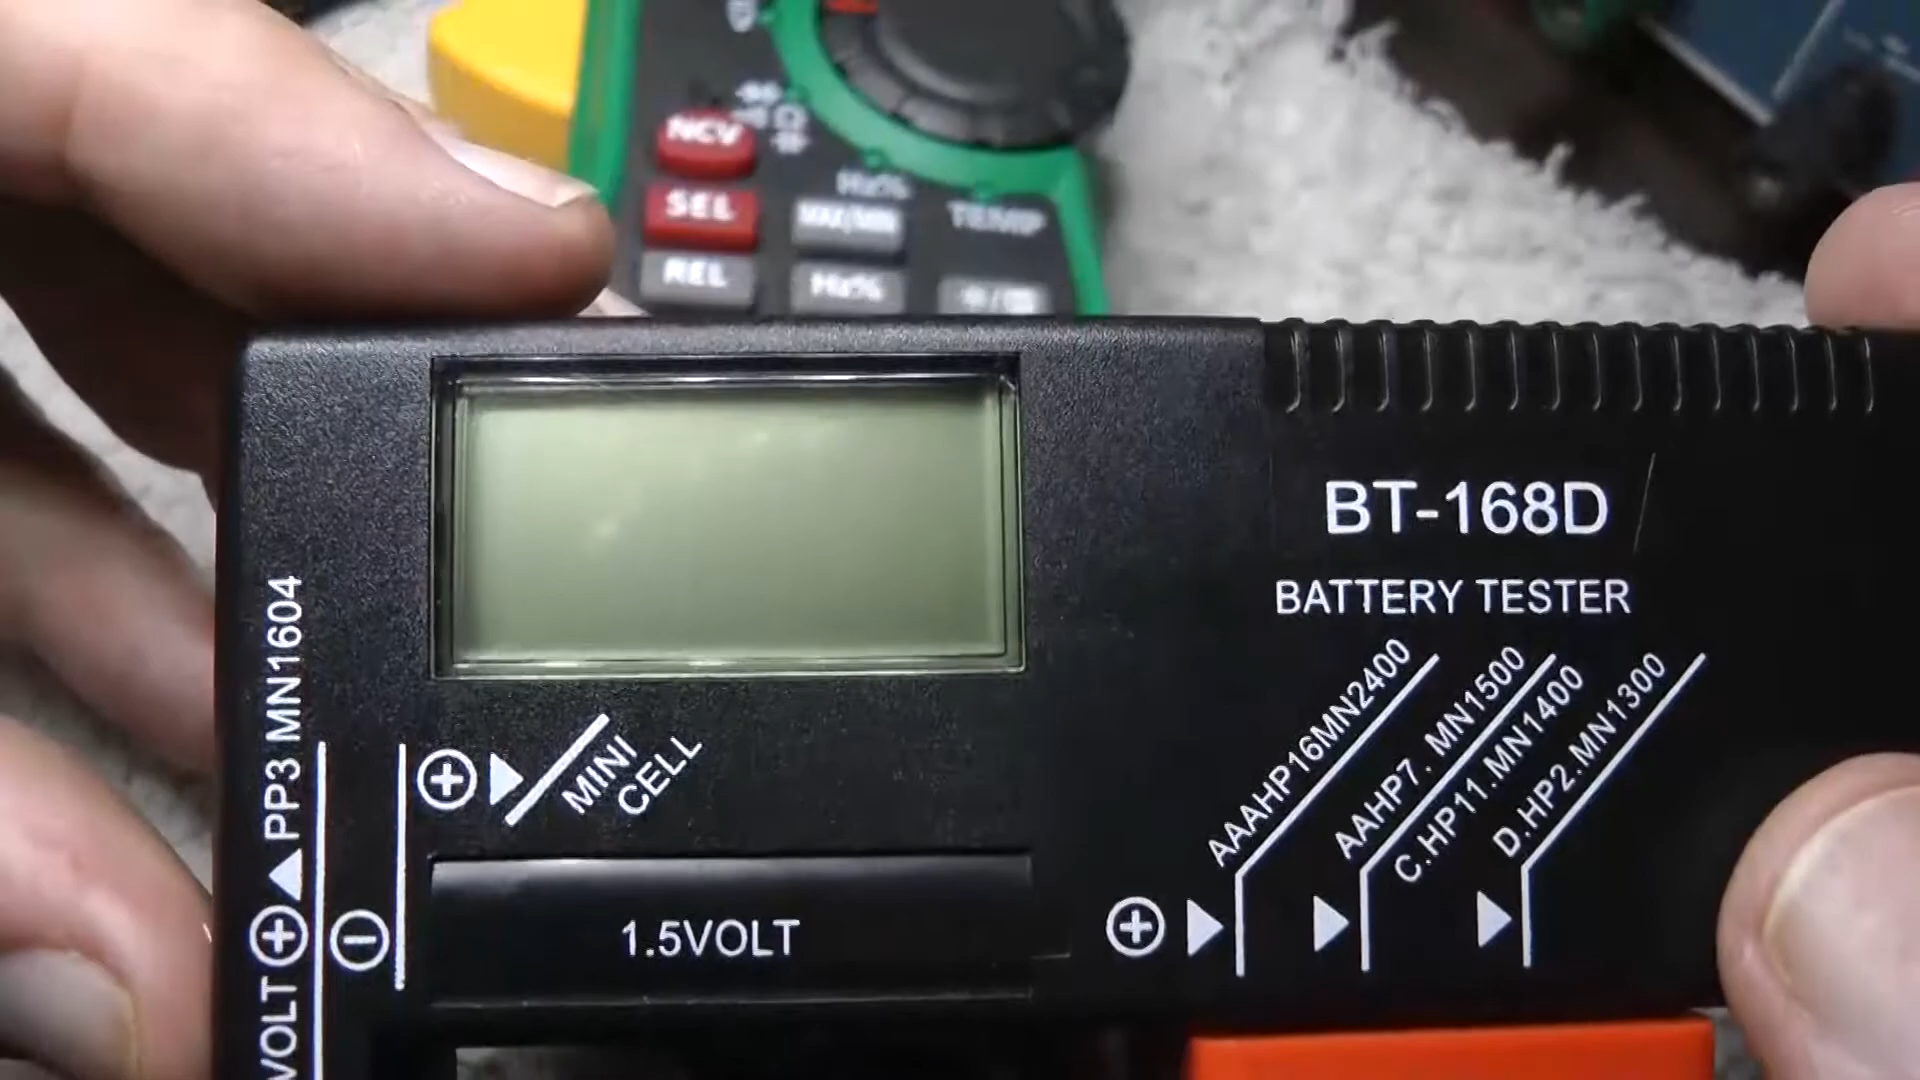 NCV
SEL
REL
Hz%
MAX/MIN
Hz%
TEMP
BT-168D
BATTERY TESTER
AAAHP16MN2400
AAHP7. MN1500
C.HP11.MN1400
D.HP2.MN1300
MINI
CELL
1.5VOLT
VOLT
PP3 MN1604